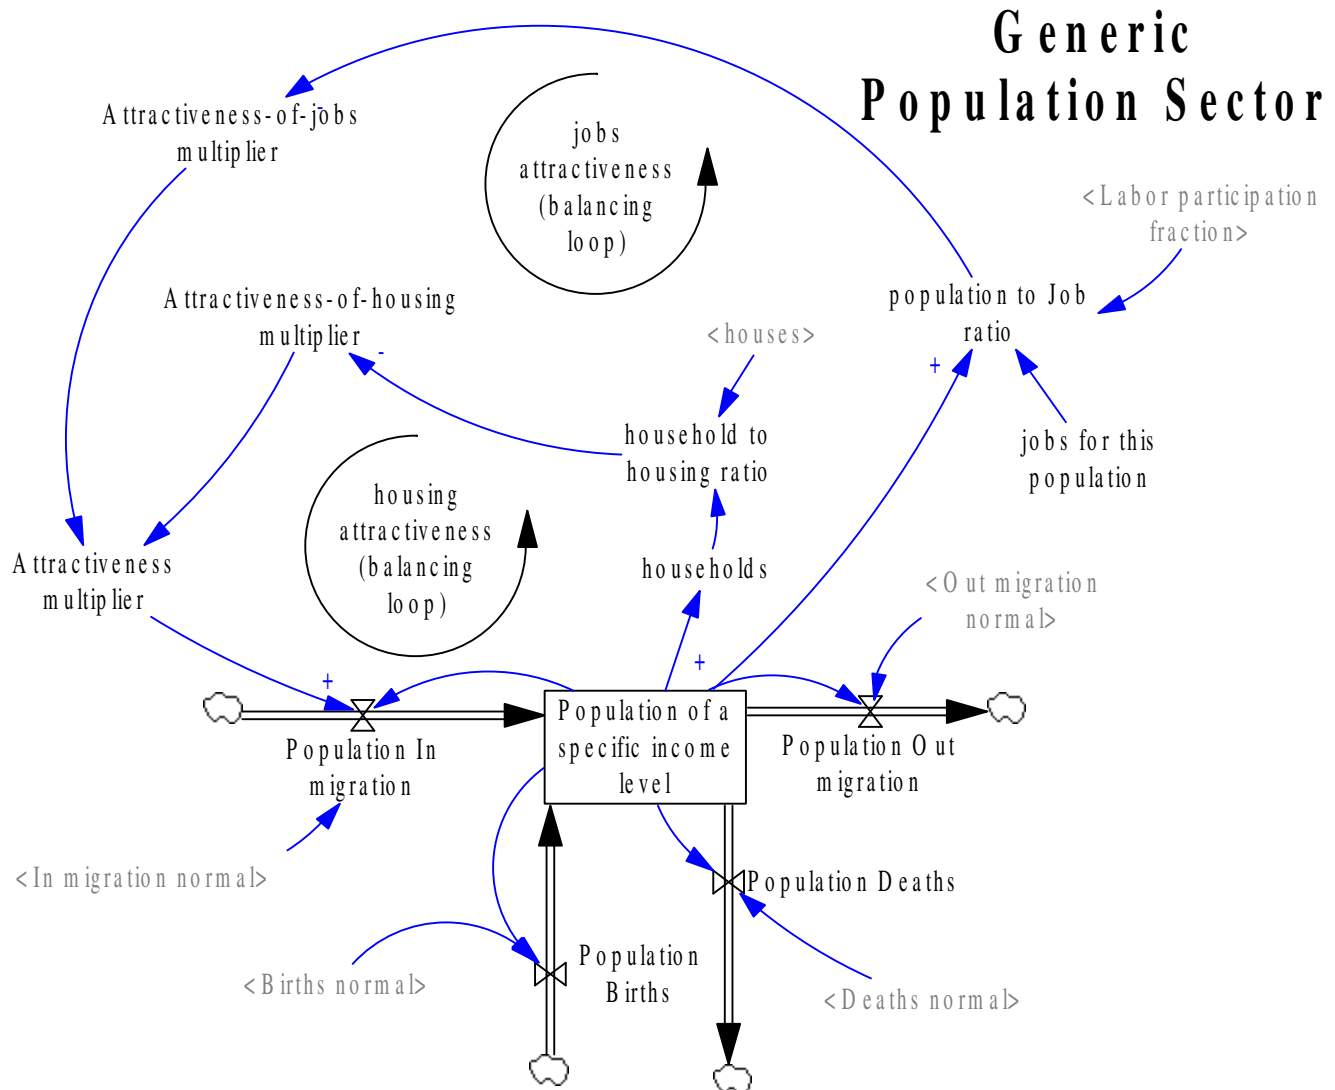 Generic
Population Sector
Attractiveness-of-jobs
multiplier
-
jobs
attractiveness
(balancing
loop)
<Labor participation
fraction>
Attractiveness-of-housing
multiplier
-
<houses>
population to Job
ratio
+
household to
housing ratio
jobs for this
population
housing
attractiveness
(balancing
loop)
Attractiveness
multiplier
households
<Out migration
normal>
+
+
Population In
migration
Population of a
specific income
level
Population Out
migration
<In migration normal>
Population Deaths
<Births normal>
Population
Births
<Deaths normal>